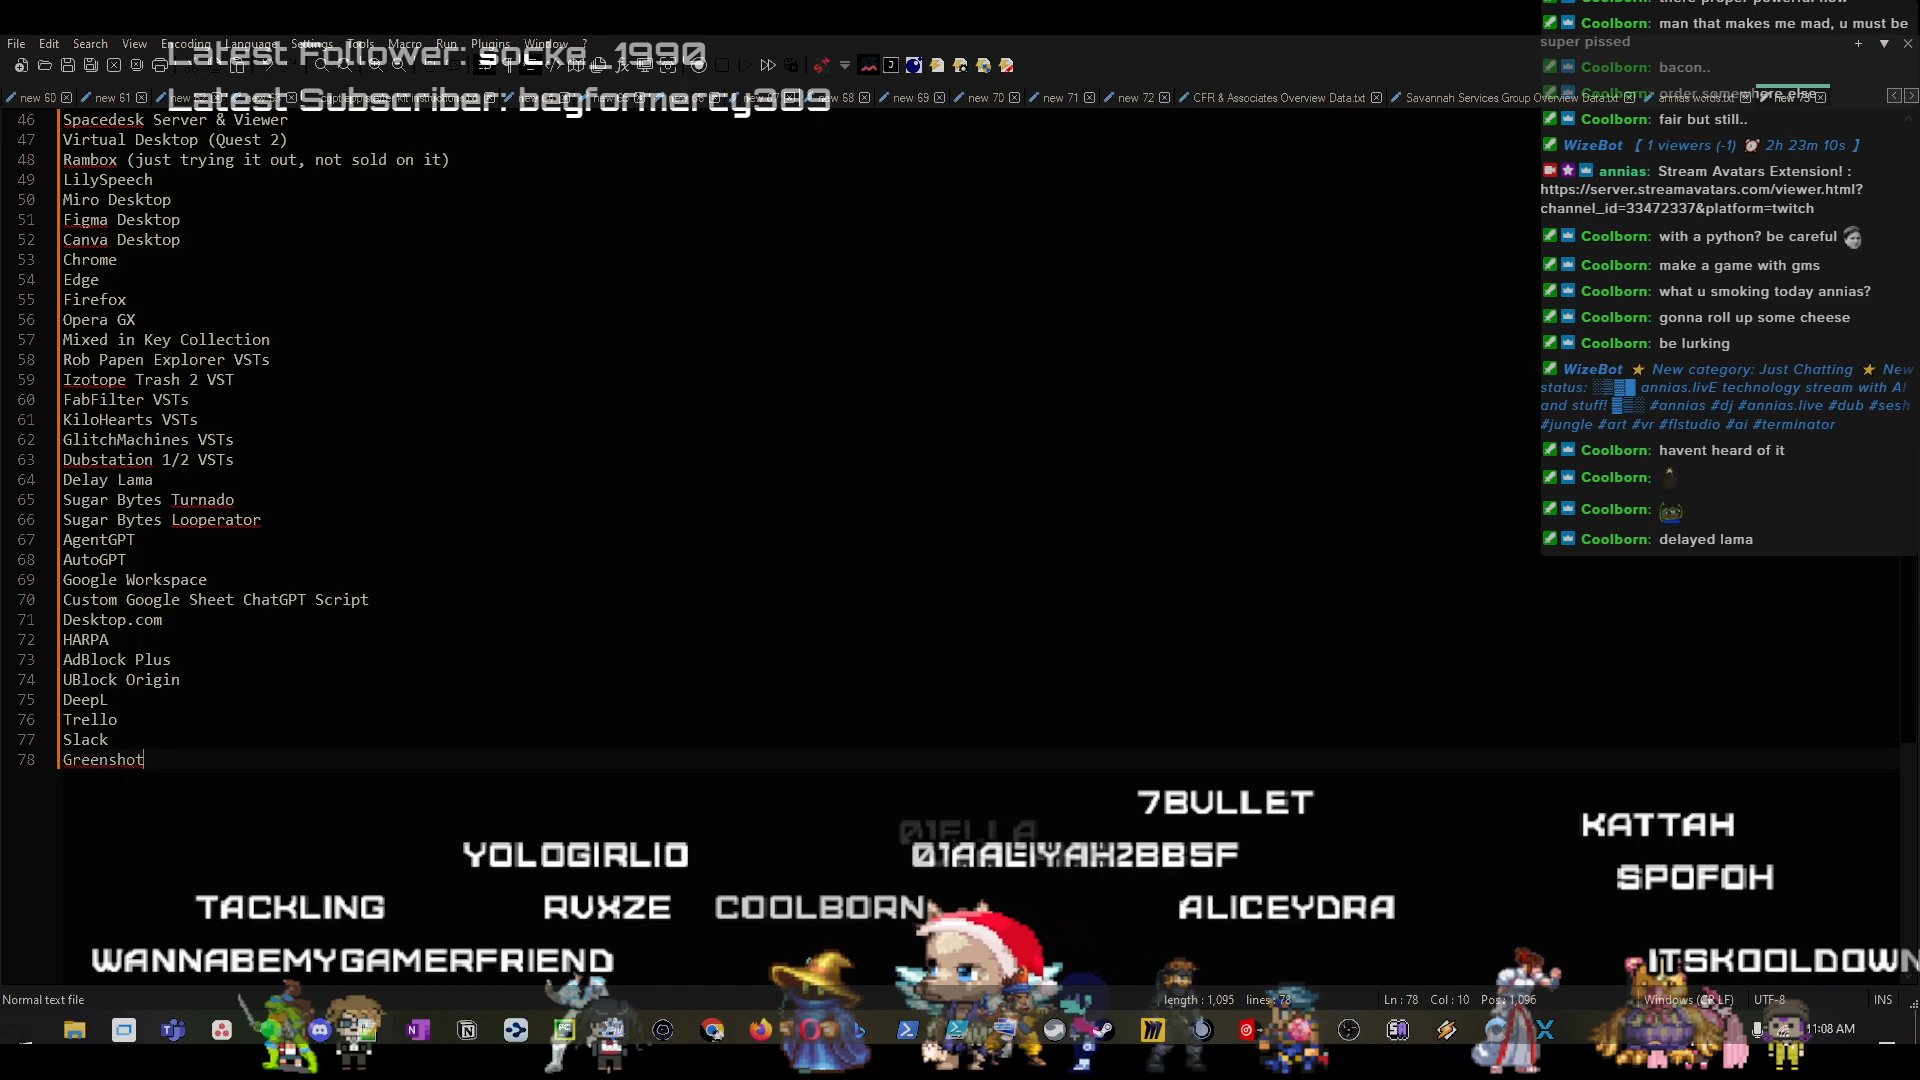 File Edit Search View Encoding Language Settings Tools Macro Run Plugins Window ?
Latest Follower: socke_1990
Latest Subscriber: begformercy389
new 60
new 61
new 68
new 69
new 70
new 71
new 72
CFR & Associates Overview Data.txt
Savannah Services Group Overview Data.txt
annias words.txt
new 73
46 Spacedesk Server & Viewer
47 Virtual Desktop (Quest 2)
48 Rambox (just trying it out, not sold on it)
49 LilySpeech
50 Miro Desktop
51 Figma Desktop
52 Canva Desktop
53 Chrome
54 Edge
55 Firefox
56 Opera GX
57 Mixed in Key Collection
58 Rob Papen Explorer VSTs
59 Izotope Trash 2 VST
60 FabFilter VSTs
61 KiloHearts VSTs
62 GlitchMachines VSTs
63 Dubstation 1/2 VSTs
64 Delay Lama
65 Sugar Bytes Turnado
66 Sugar Bytes Looperator
67 AgentGPT
68 AutoGPT
69 Google Workspace
70 Custom Google Sheet ChatGPT Script
71 Desktop.com
72 HARPA
73 AdBlock Plus
74 UBlock Origin
75 DeepL
76 Trello
77 Slack
78 Greenshot
Coolborn: man that makes me mad, u must be
super pissed
Coolborn: bacon..
Coolborn: order somewhere else
Coolborn: fair but still..
WizeBot [ 1 viewers (-1) ⏰ 2h 23m 10s ]
annias: Stream Avatars Extension! :
https://server.streamavatars.com/viewer.html?
channel_id=33472337&platform=twitch
Coolborn: with a python? be careful
Coolborn: make a game with gms
Coolborn: what u smoking today annias?
Coolborn: gonna roll up some cheese
Coolborn: be lurking
WizeBot ★ New category: Just Chatting ★ New
status: ░▒▓█ annias.livE technology stream with AI
and stuff! █▓▒░ #annias #dj #annias.live #dub #sesh
#jungle #art #vr #flstudio #ai #terminator
Coolborn: havent heard of it
Coolborn:
Coolborn:
Coolborn: delayed lama
7BULLET
KATTAH
01ELLA
YOLOGIRLIO
01AALIYAH2BB5F
SPOFOH
TACKLING
RVXZE
COOLBORN
ALICEYDRA
WANNABEMYGAMERFRIEND
ITSKOOLDOWN
Normal text file
length : 1,095 lines : 78
Ln : 78 Col : 10 Pos : 1,096
Windows (CR LF)
UTF-8
INS
11:08 AM